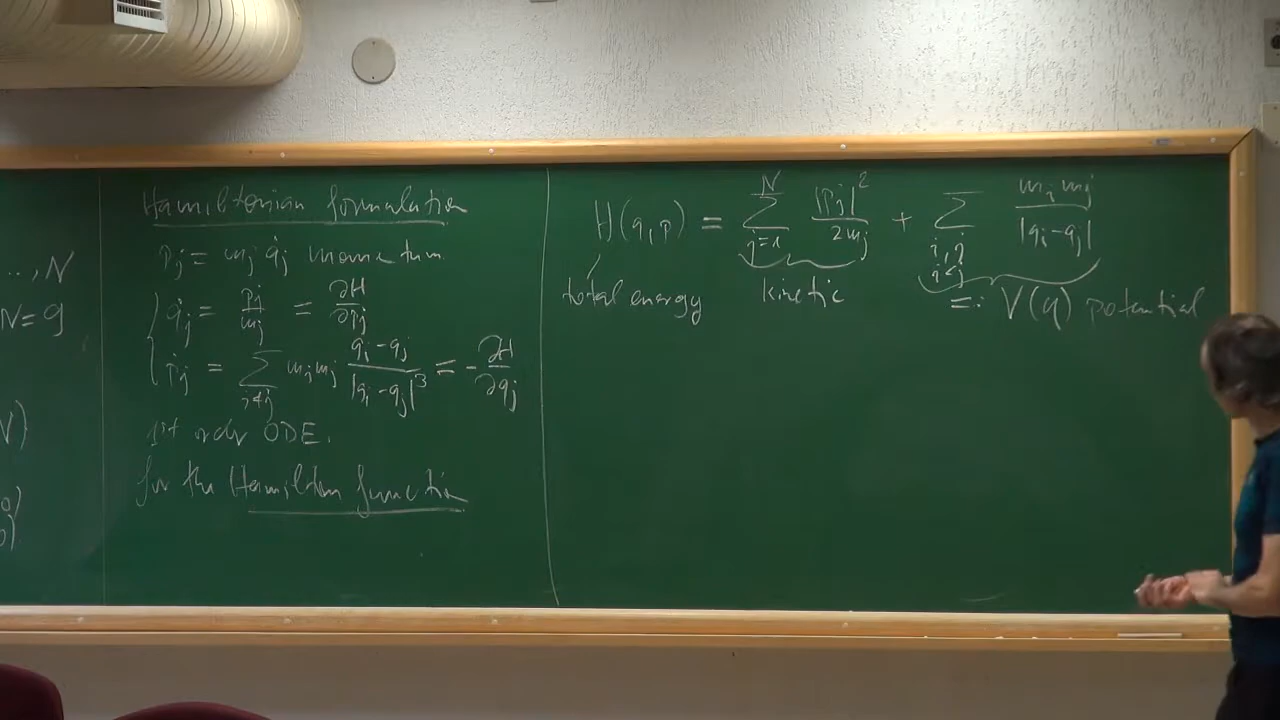 .., N
N = 9
V)
0)
0)
Hamiltonian formulation
p_j = m_j q̇_j momentum
q̇_j = p_j / m_j = ∂H / ∂p_j
ṗ_j = Σ_{i≠j} m_i m_j (q_i - q_j) / |q_i - q_j|^3 = - ∂H / ∂q_j
1st order ODE.
for the Hamilton function
H(q,p) = Σ_{j=1}^{N} |p_j|^2 / 2m_j + Σ_{i,j i<j} m_i m_j / |q_i - q_j|
total energy kinetic =: V(q) potential